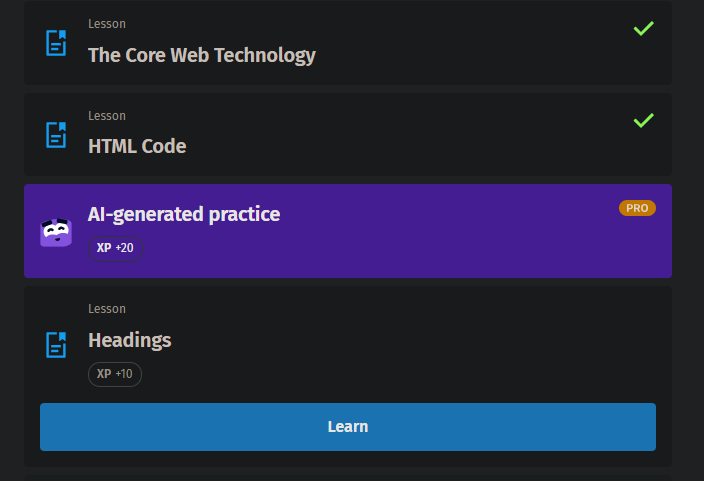 Lesson
The Core Web Technology
Lesson
HTML Code
AI-generated practice
PRO
XP +20
Lesson
Headings
XP +10
Learn